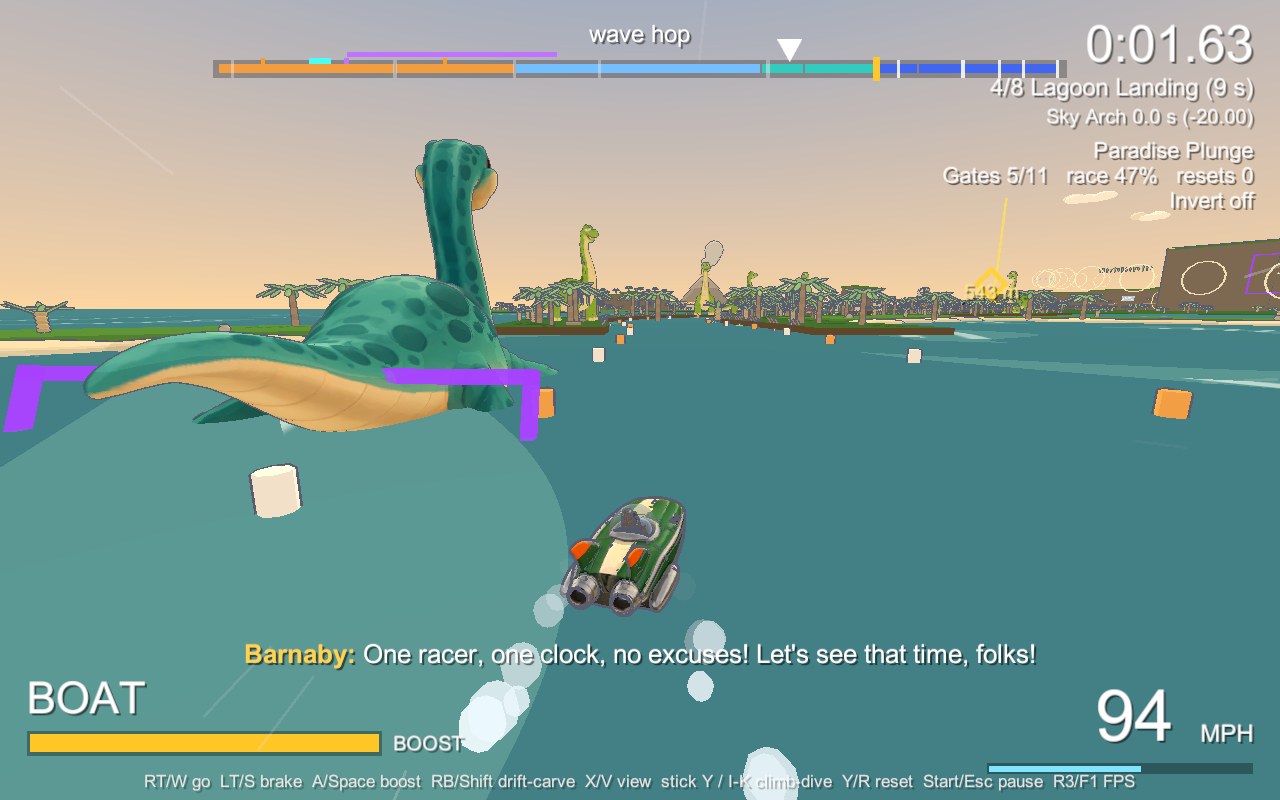 wave hop
0:01.63
4/8 Lagoon Landing (9 s)
Sky Arch 0.0 s (-20.00)
Paradise Plunge
Gates 5/11 race 47% resets 0
Invert off
Barnaby: One racer, one clock, no excuses! Let's see that time, folks!
BOAT
BOOST
94 MPH
RT/W go LT/S brake A/Space boost RB/Shift drift-carve X/V view stick Y / I-K climb-dive Y/R reset Start/Esc pause R3/F1 FPS